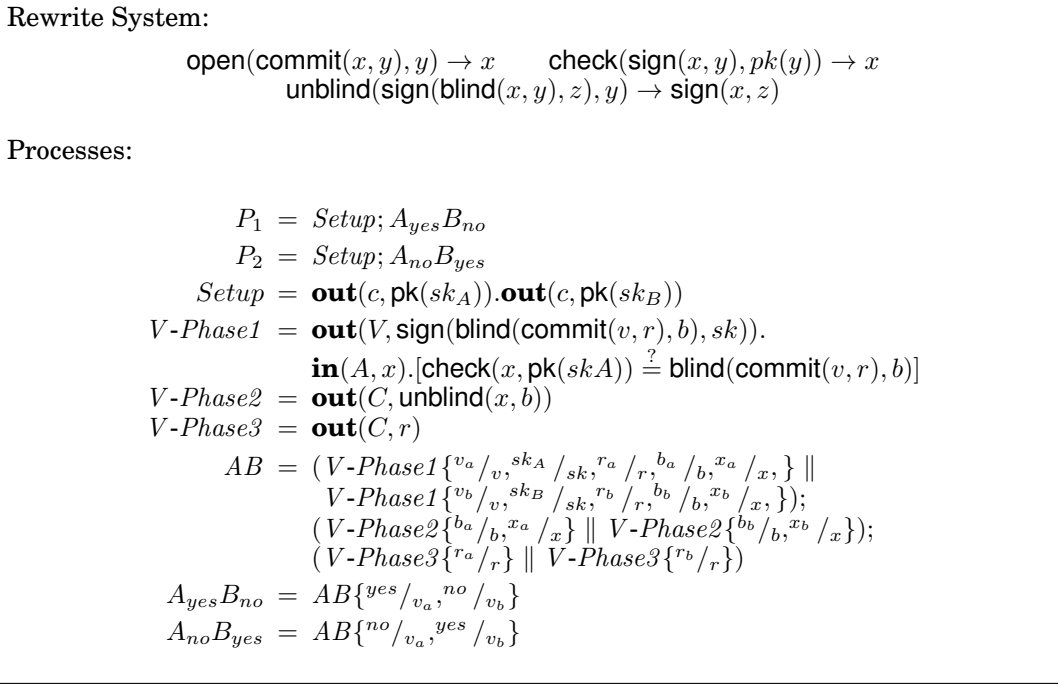 Rewrite System:
open(commit(x, y), y) → x check(sign(x, y), pk(y)) → x
unblind(sign(blind(x, y), z), y) → sign(x, z)
Processes:
P₁ = Setup; A_yes B_no
P₂ = Setup; A_no B_yes
Setup = out(c, pk(sk_A)).out(c, pk(sk_B))
V-Phase1 = out(V, sign(blind(commit(v, r), b), sk)).
in(A, x).[check(x, pk(skA)) ≟ blind(commit(v, r), b)]
V-Phase2 = out(C, unblind(x, b))
V-Phase3 = out(C, r)
AB = ( V-Phase1{^{v_a}/_v,^{sk_A}/_{sk},^{r_a}/_r,^{b_a}/_b,^{x_a}/_x, } ∥
V-Phase1{^{v_b}/_v,^{sk_B}/_{sk},^{r_b}/_r,^{b_b}/_b,^{x_b}/_x, });
( V-Phase2{^{b_a}/_b,^{x_a}/_x} ∥ V-Phase2{^{b_b}/_b,^{x_b}/_x});
( V-Phase3{^{r_a}/_r} ∥ V-Phase3{^{r_b}/_r})
A_yes B_no = AB{^{yes}/_{v_a},^{no}/_{v_b}}
A_no B_yes = AB{^{no}/_{v_a},^{yes}/_{v_b}}